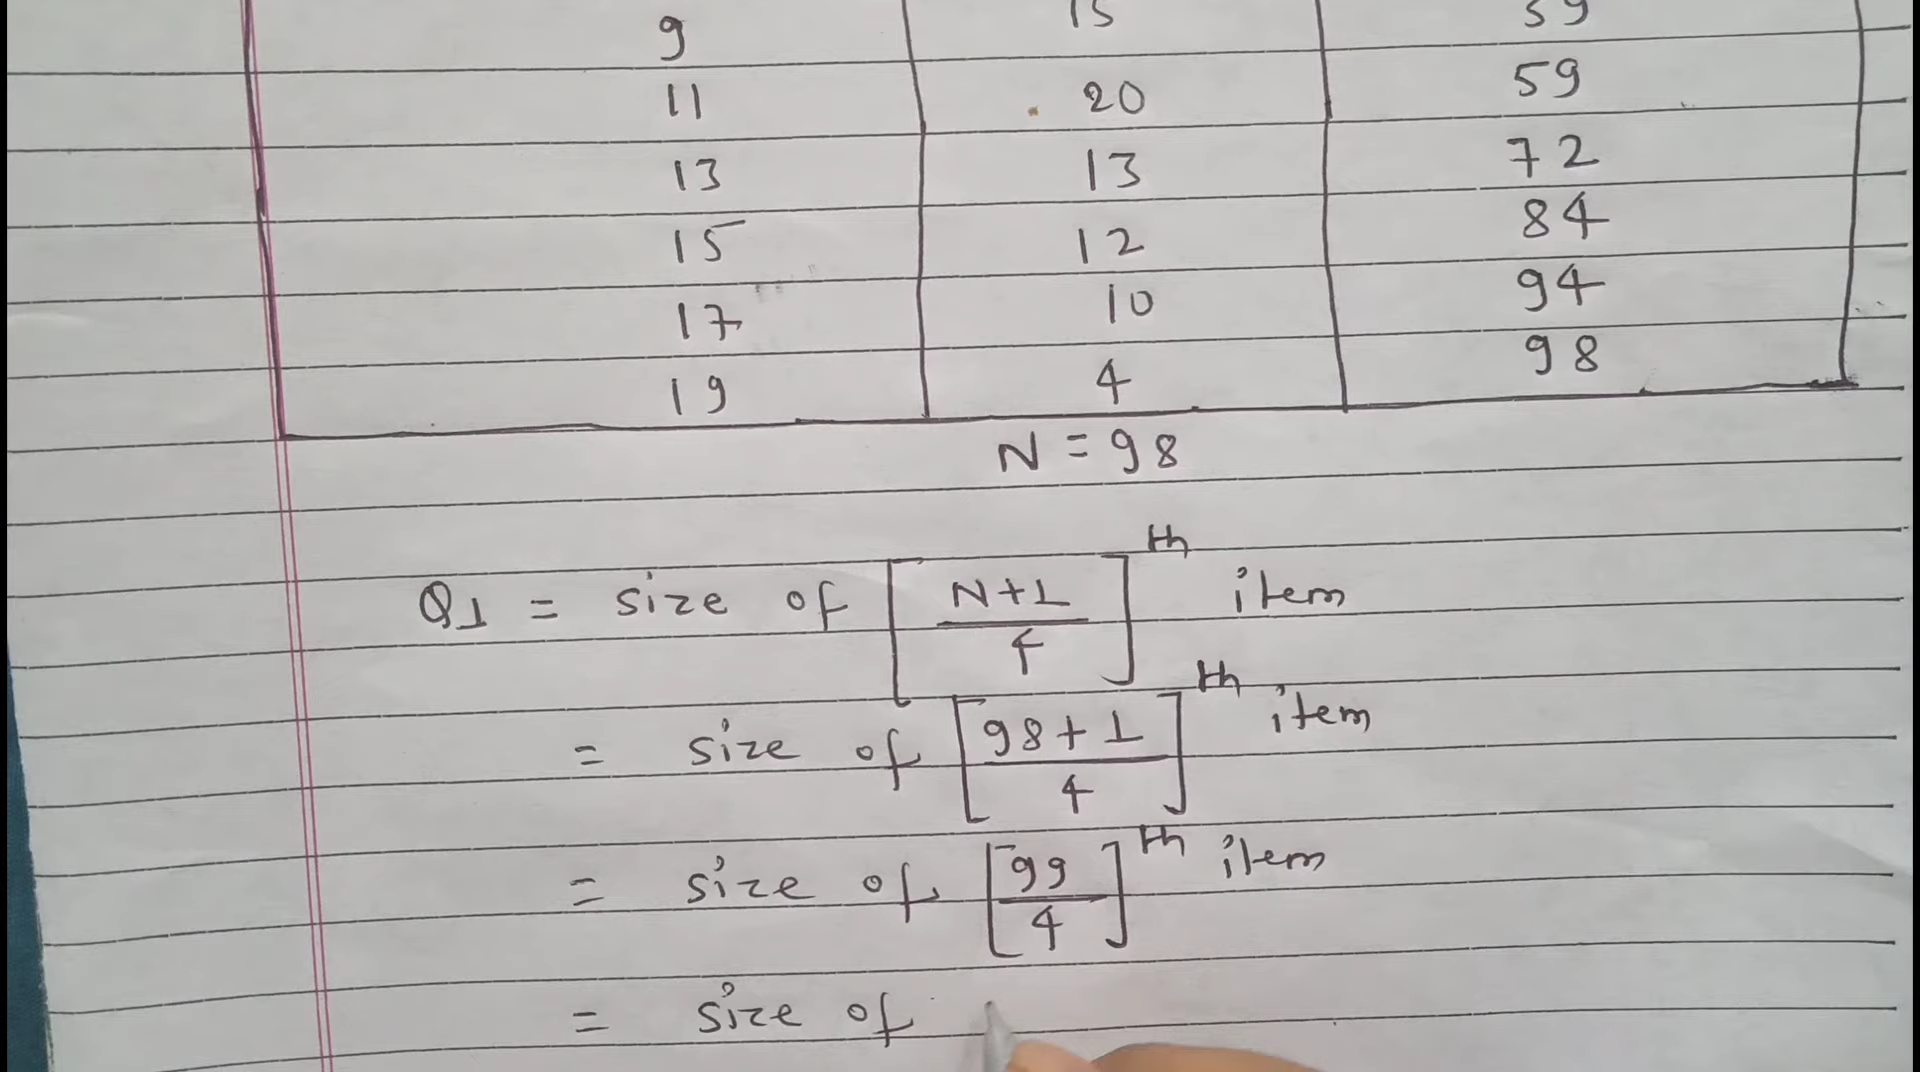 9 15 39
11 20 59
13 13 72
15 12 84
17 10 94
19 4 98
N = 98
Q1 = size of [N+1/4]th item
= size of [98+1/4]th item
= size of [99/4]th item
= size of